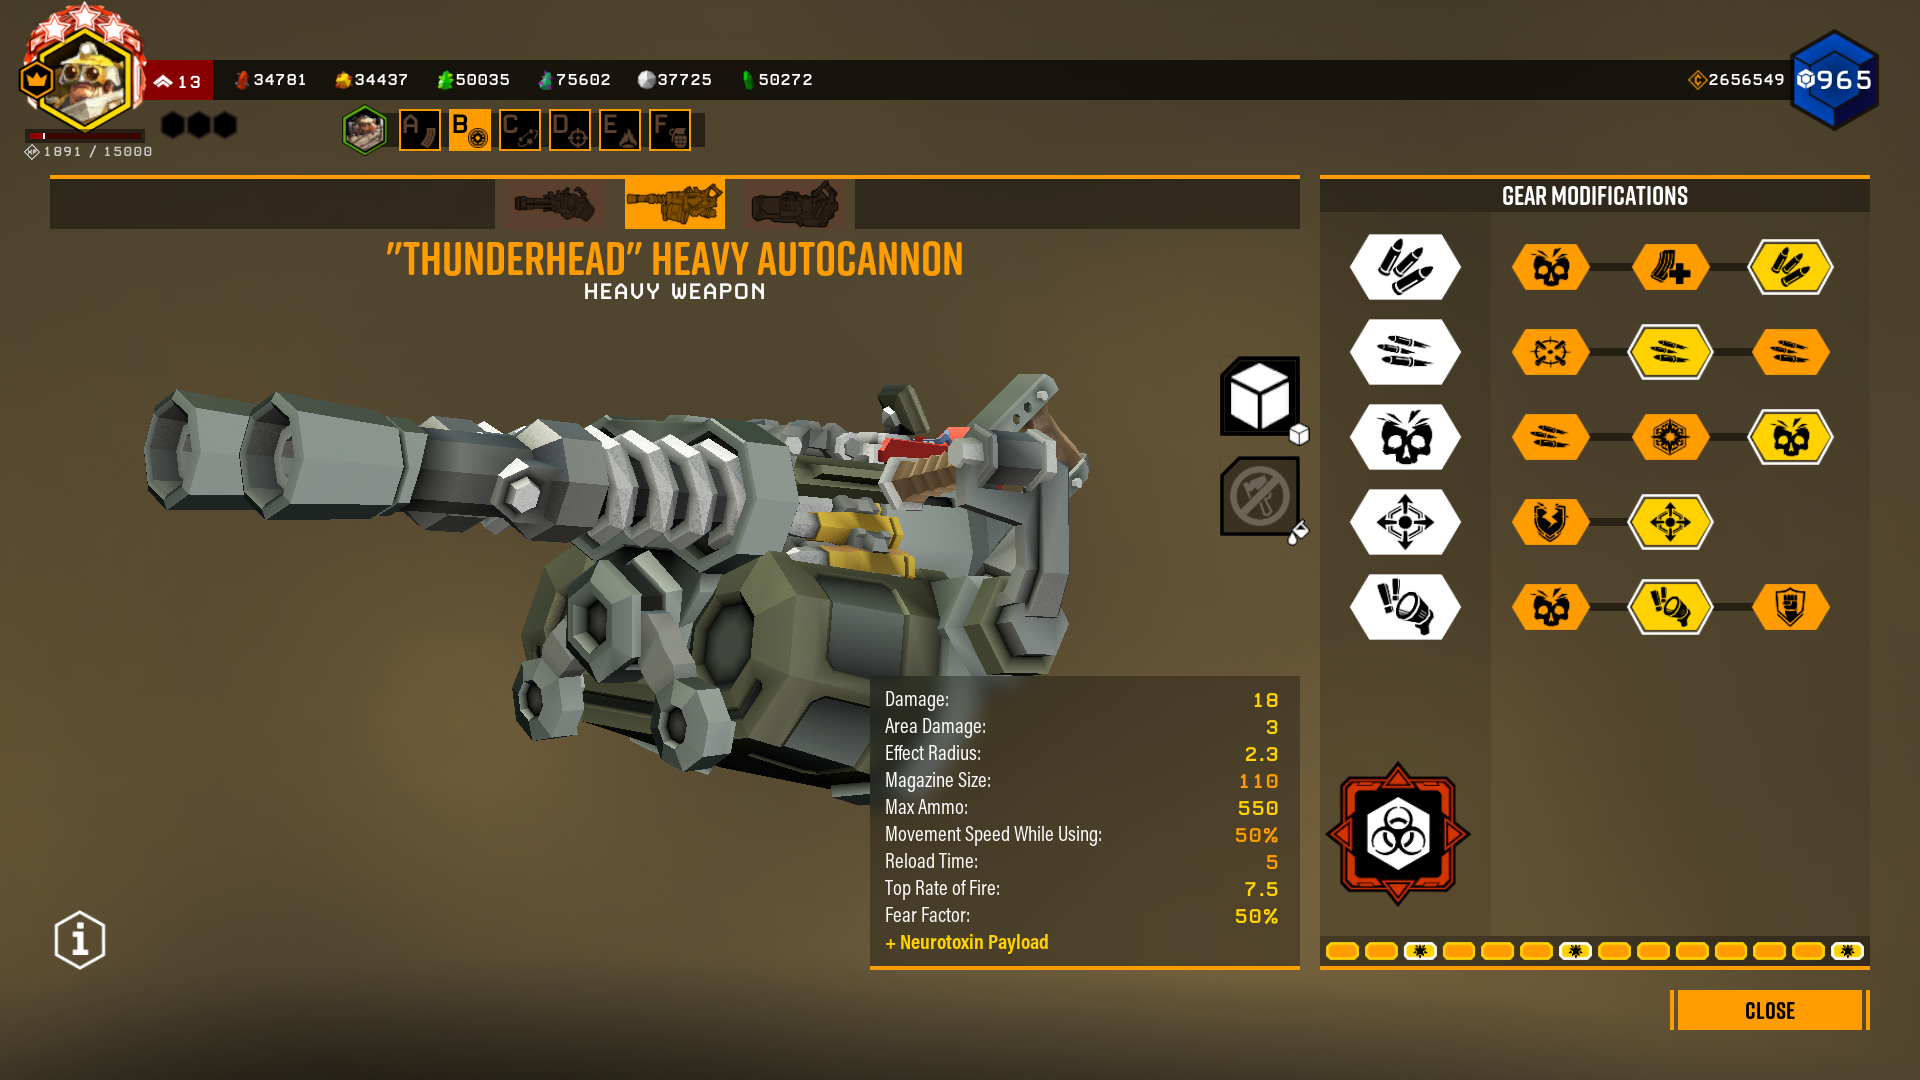 13
34781
34437
50035
75602
37725
50272
2656549
965
1891 / 15000
A
B
C
D
E
F
"THUNDERHEAD" HEAVY AUTOCANNON
HEAVY WEAPON
GEAR MODIFICATIONS
Damage: 18
Area Damage: 3
Effect Radius: 2.3
Magazine Size: 110
Max Ammo: 550
Movement Speed While Using: 50%
Reload Time: 5
Top Rate of Fire: 7.5
Fear Factor: 50%
+ Neurotoxin Payload
CLOSE